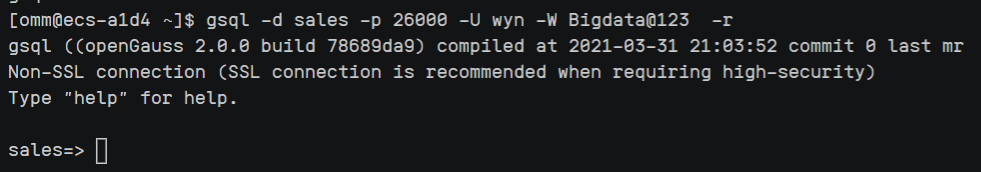 [omm@ecs-a1d4 ~]$ gsql -d sales -p 26000 -U wyn -W Bigdata@123  -r
gsql ((openGauss 2.0.0 build 78689da9) compiled at 2021-03-31 21:03:52 commit 0 last mr
Non-SSL connection (SSL connection is recommended when requiring high-security)
Type "help" for help.
sales=>